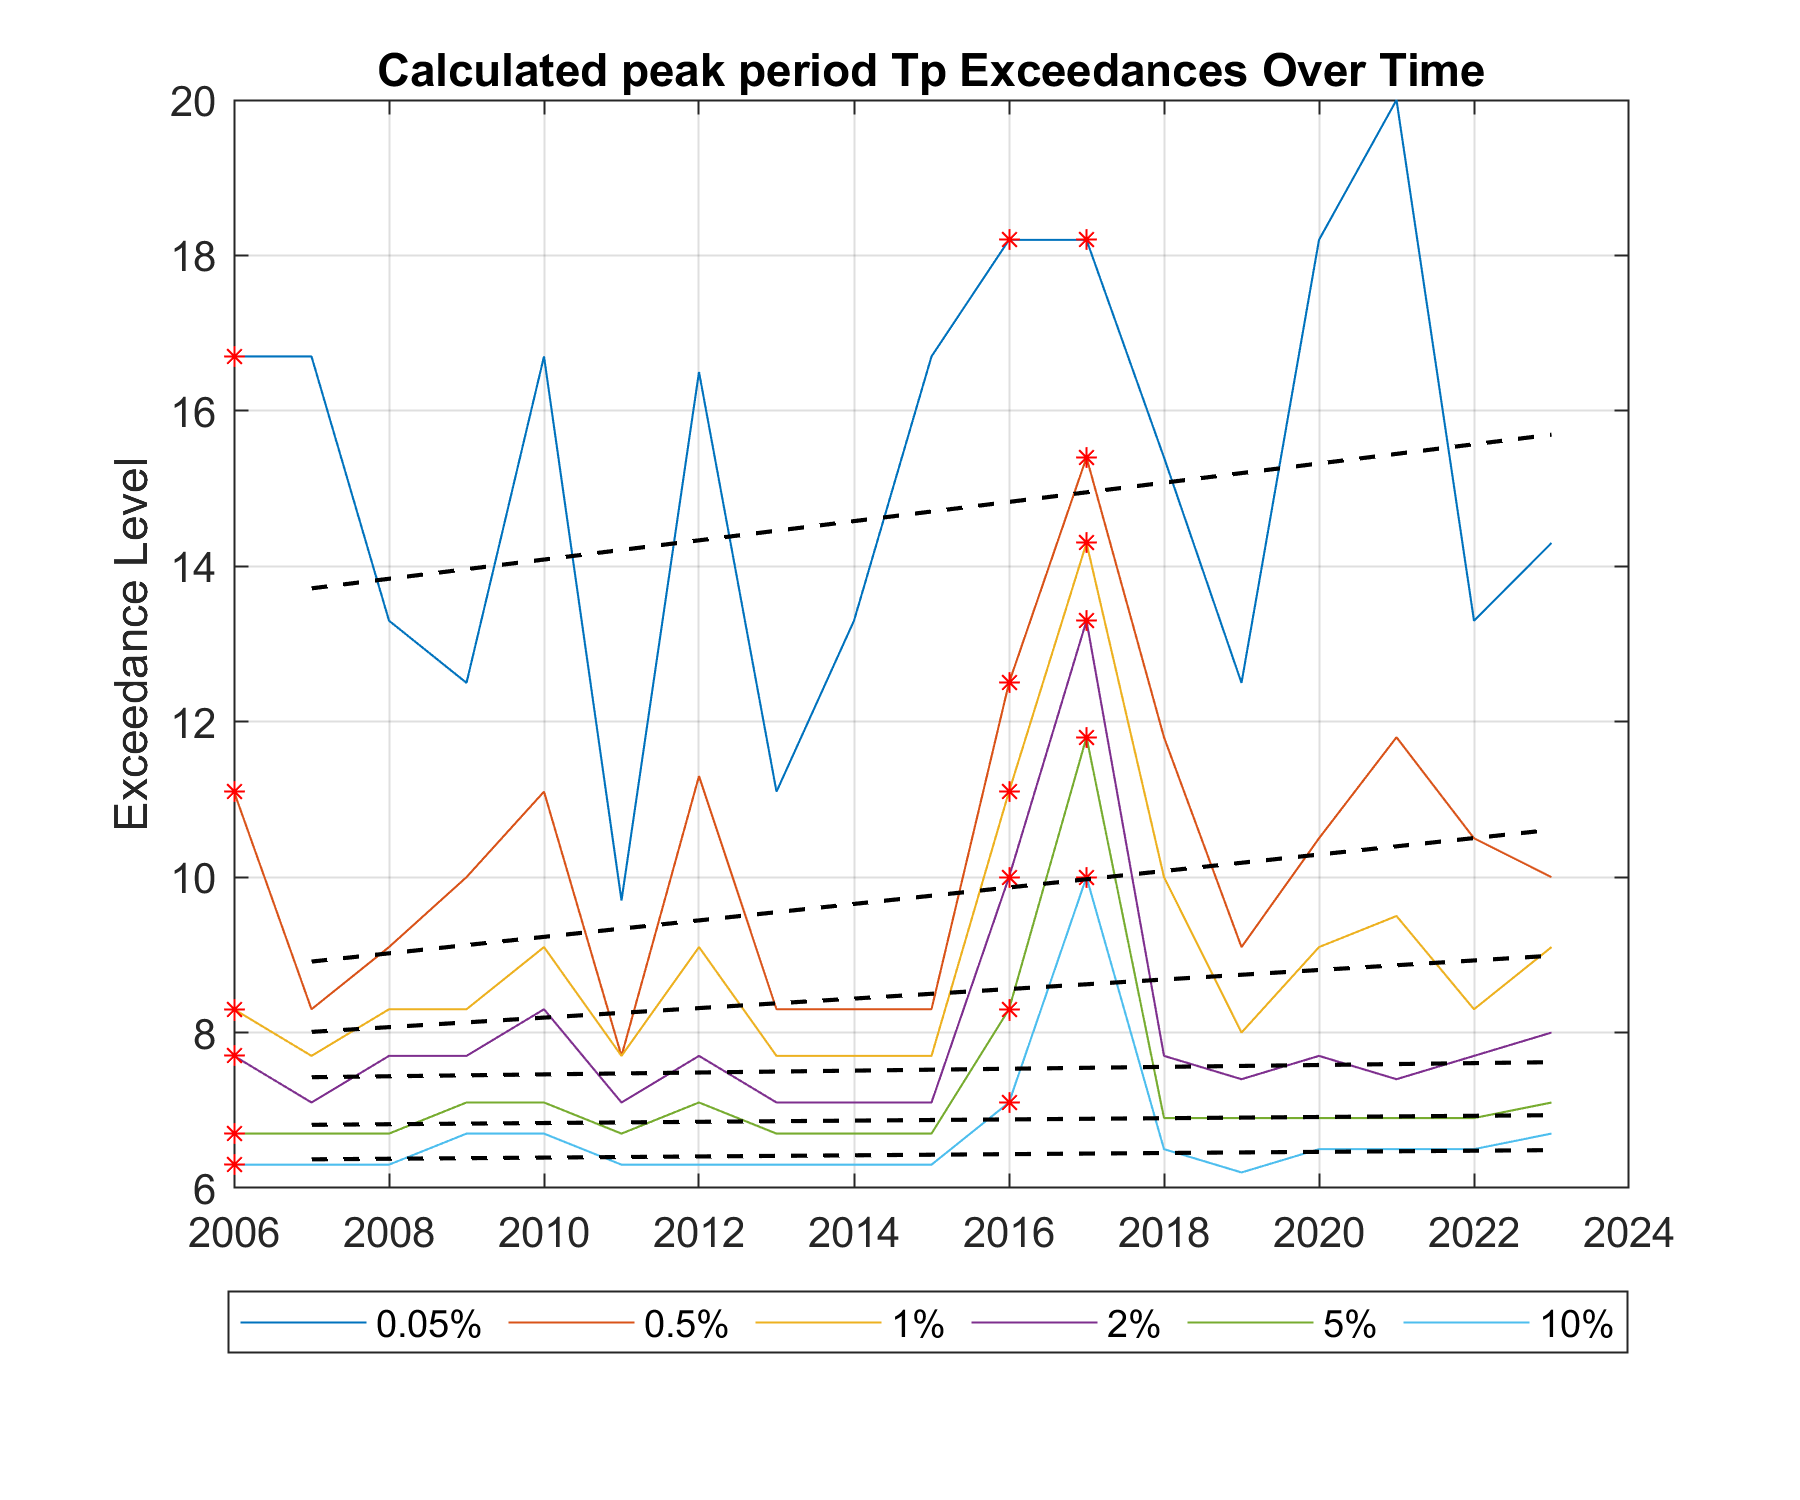 Calculated peak period Tp Exceedances Over Time
Exceedance Level
20
18
16
14
12
10
8
6
2006 2008 2010 2012 2014 2016 2018 2020 2022 2024
0.05% 0.5% 1% 2% 5% 10%